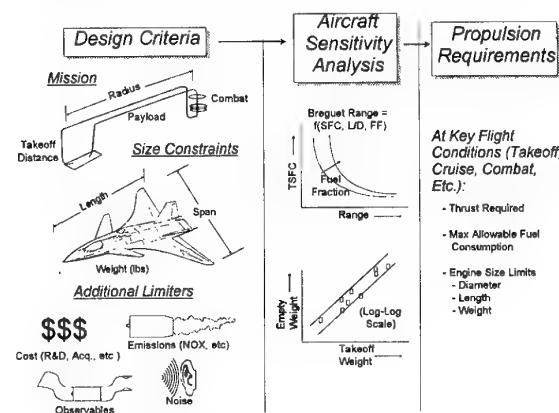 Design Criteria
Mission
Radius
Payload
Combat
Takeoff
Distance
Size Constraints
Length
Span
Weight (lbs)
Additional Limiters
$$$
Cost (R&D, Acq., etc )
Emissions (NOX, etc)
Observables
Noise
Aircraft
Sensitivity
Analysis
Breguet Range =
f(SFC, L/D, FF)
TSFC
Fuel
Fraction
Range
Empty
Weight
(Log-Log
Scale)
Takeoff
Weight
Propulsion
Requirements
At Key Flight
Conditions (Takeoff,
Cruise, Combat,
Etc.):
- Thrust Required
- Max Allowable Fuel
Consumption
- Engine Size Limits
- Diameter
- Length
- Weight